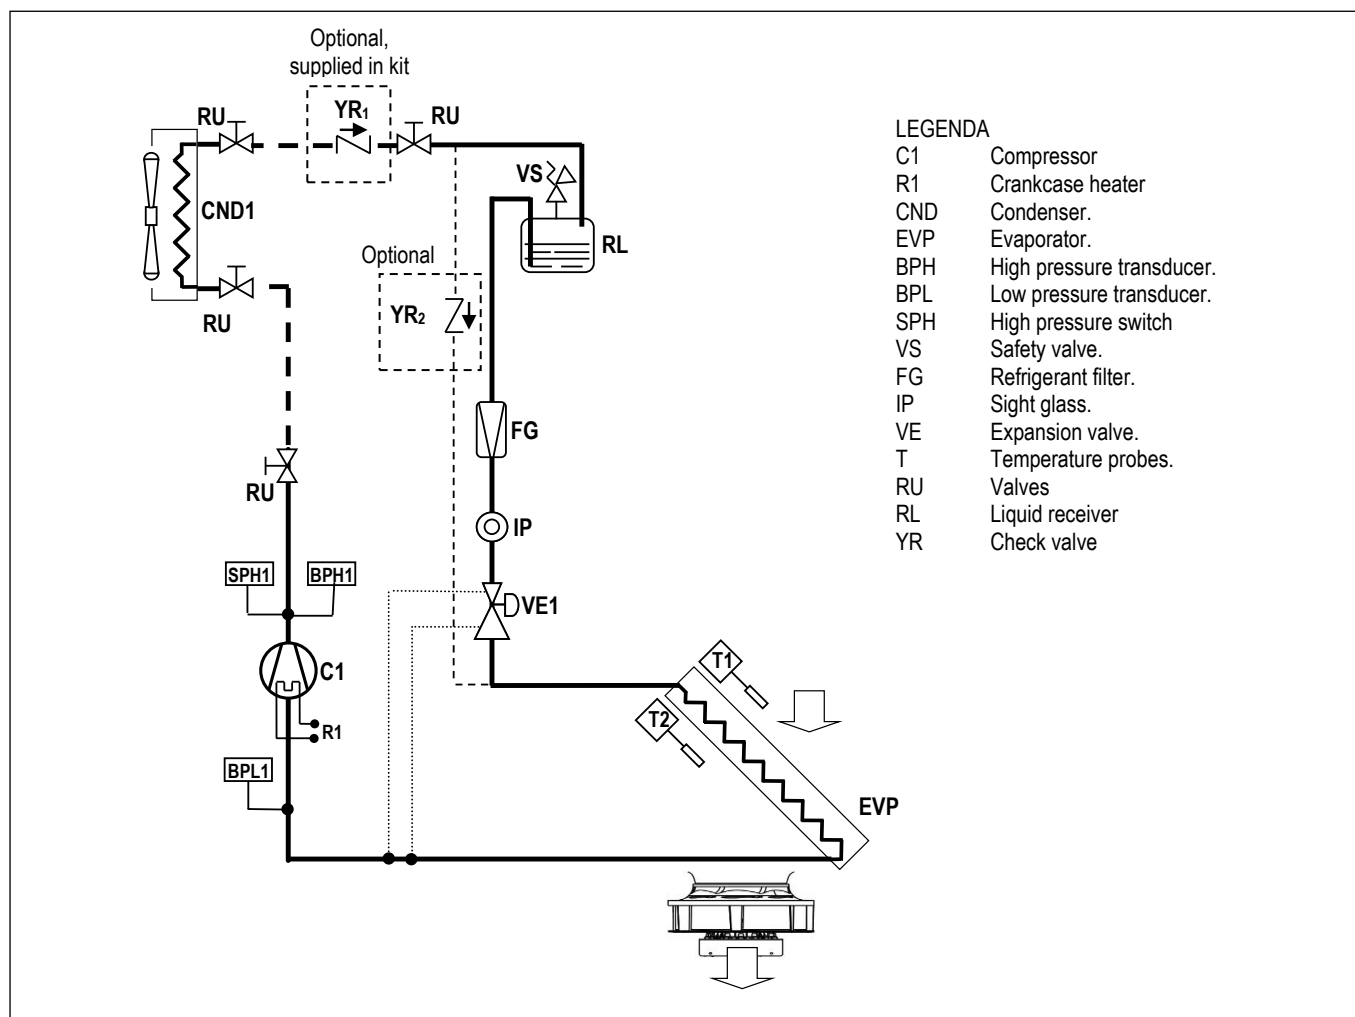 Optional,
supplied in kit
YR1
RU
RU
VS
CND1
RL
Optional
YR2
RU
FG
RU
IP
SPH1
BPH1
VE1
C1
T1
T2
R1
BPL1
EVP
LEGENDA
C1 Compressor
R1 Crankcase heater
CND Condenser.
EVP Evaporator.
BPH High pressure transducer.
BPL Low pressure transducer.
SPH High pressure switch
VS Safety valve.
FG Refrigerant filter.
IP Sight glass.
VE Expansion valve.
T Temperature probes.
RU Valves
RL Liquid receiver
YR Check valve